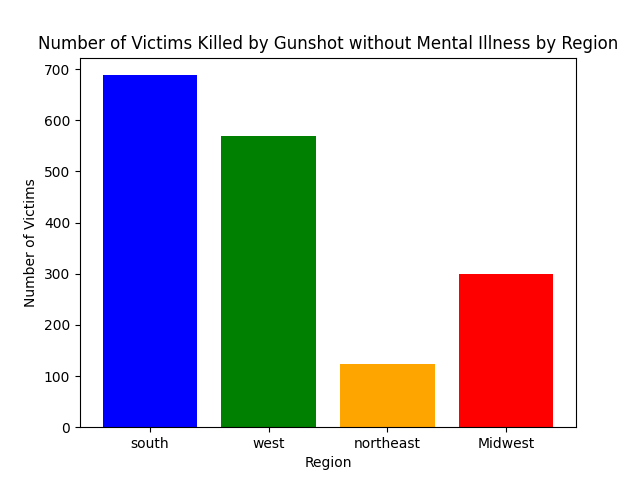 Number of Victims Killed by Gunshot without Mental Illness by Region
700
600
500
400
300
200
100
0
Number of Victims
south west northeast Midwest
Region